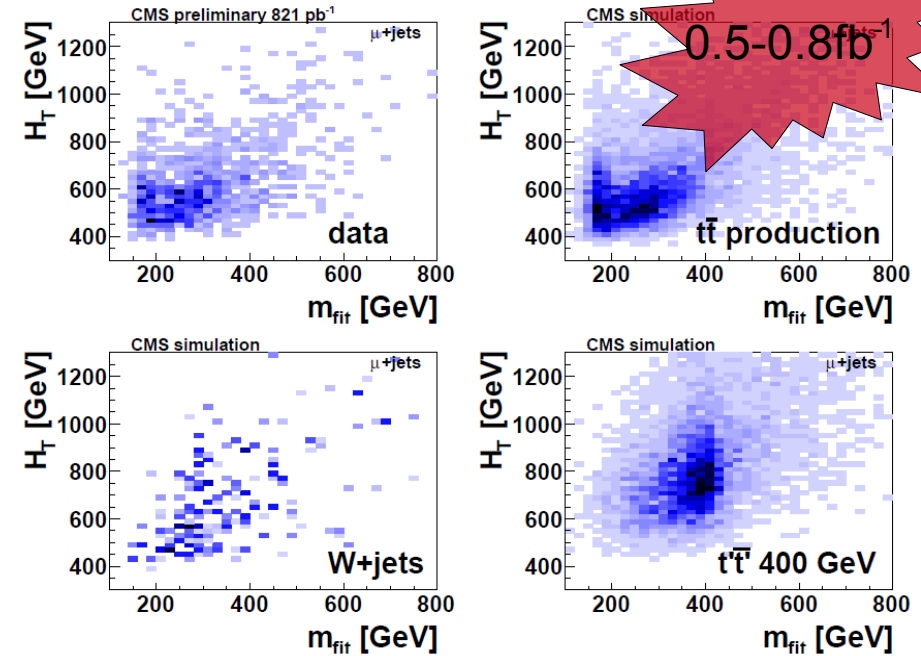 CMS preliminary 821 pb⁻¹
μ+jets
H_T [GeV]
1200
1000
800
600
400
data
200 400 600 800
m_fit [GeV]
CMS simulation
μ+jets
0.5-0.8fb⁻¹
H_T [GeV]
1200
1000
800
600
400
tt̄ production
200 400 600 800
m_fit [GeV]
CMS simulation
μ+jets
H_T [GeV]
1200
1000
800
600
400
W+jets
200 400 600 800
m_fit [GeV]
CMS simulation
μ+jets
H_T [GeV]
1200
1000
800
600
400
t't̄' 400 GeV
200 400 600 800
m_fit [GeV]